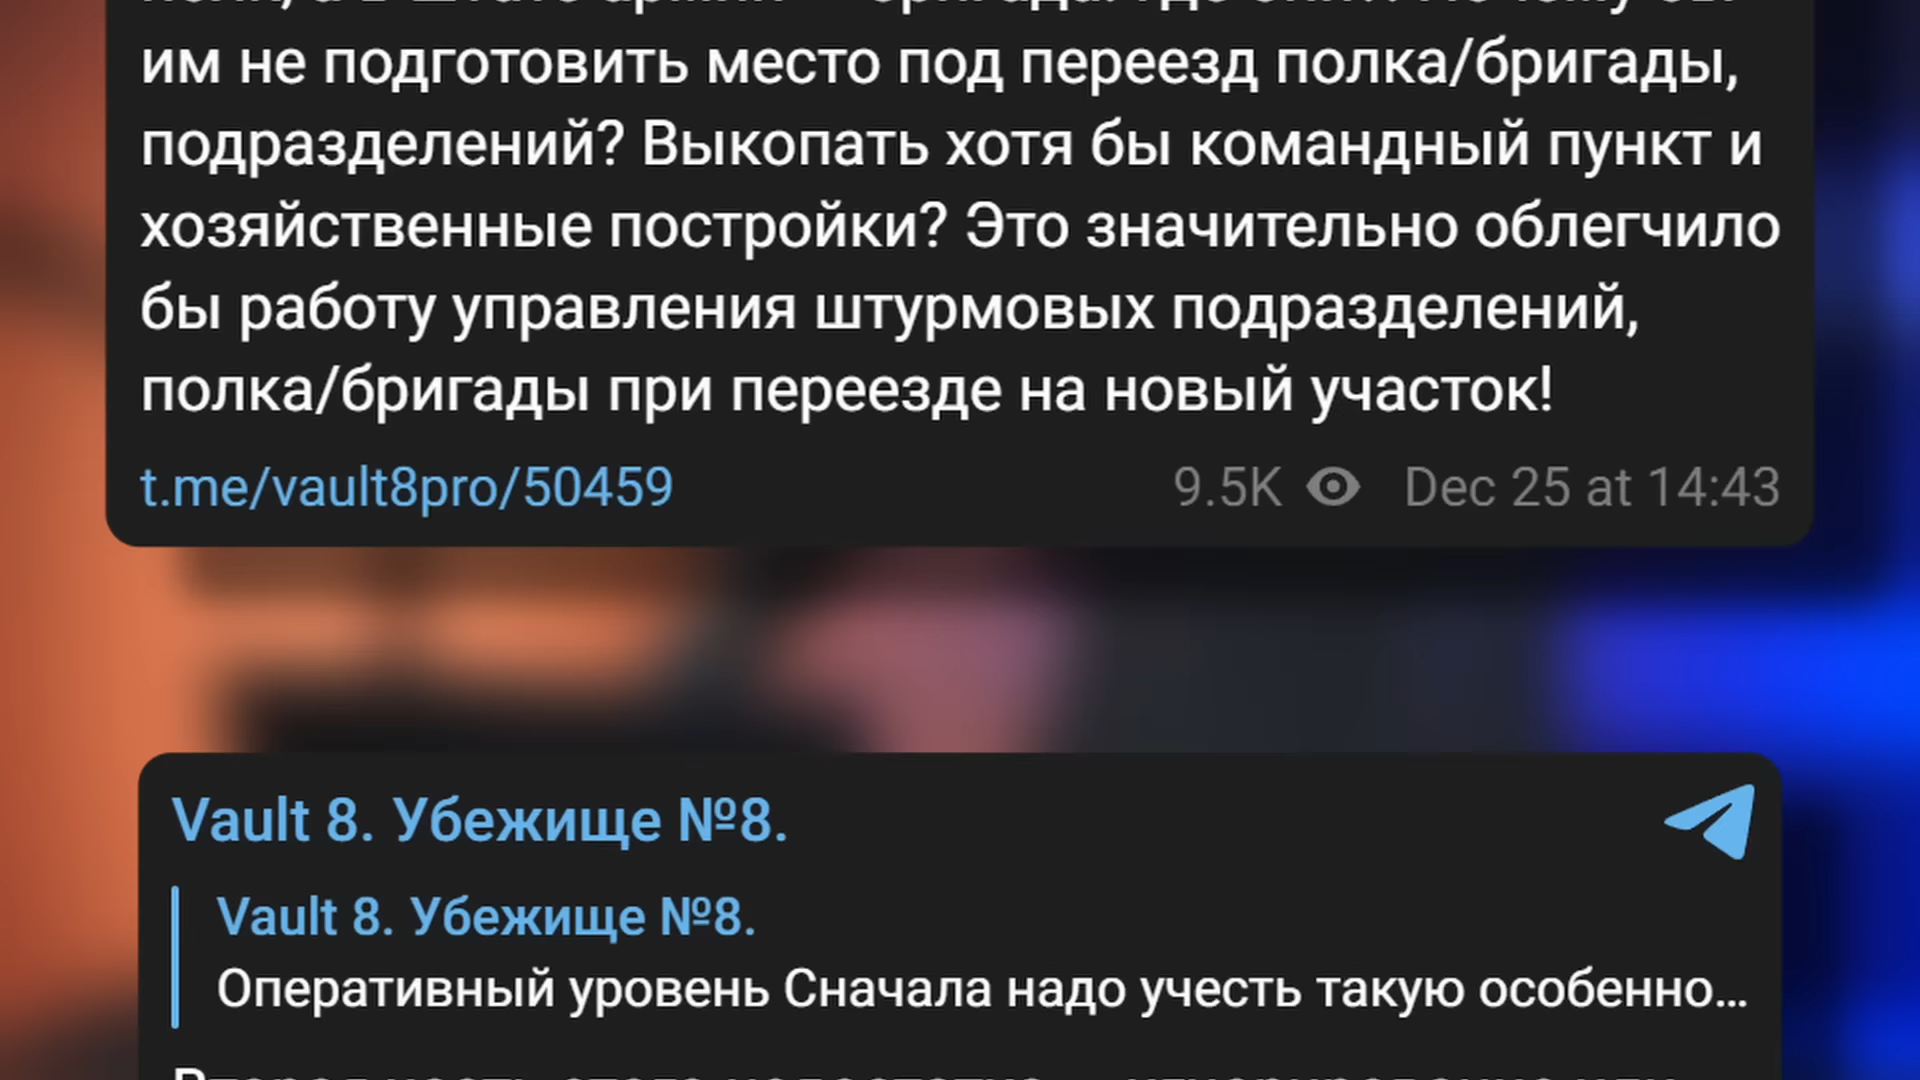 им не подготовить место под переезд полка/бригады,
подразделений? Выкопать хотя бы командный пункт и
хозяйственные постройки? Это значительно облегчило
бы работу управления штурмовых подразделений,
полка/бригады при переезде на новый участок!
t.me/vault8pro/50459 9.5K Dec 25 at 14:43
Vault 8. Убежище №8.
Vault 8. Убежище №8.
Оперативный уровень Сначала надо учесть такую особенно...